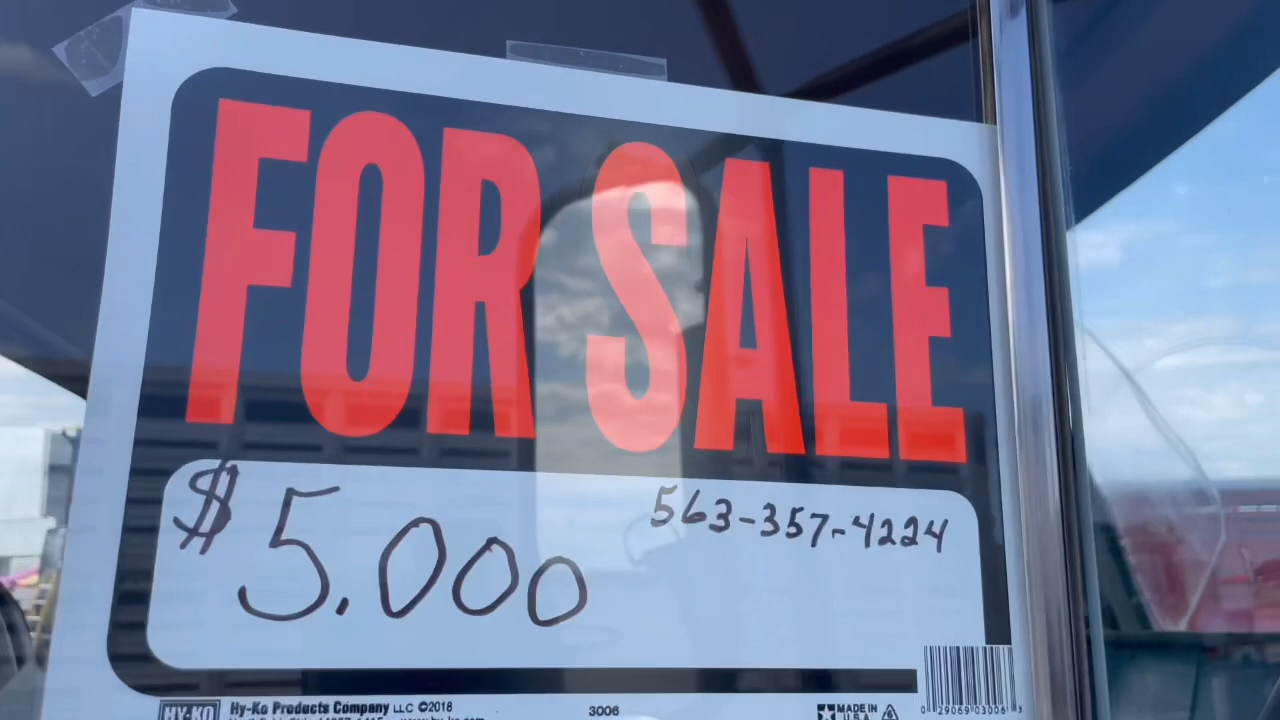 FOR SALE
$5.000
563-357-4224
HY-KO Hy-Ko Products Company LLC ©2018
3006
MADE IN
U.S.A.
0 29069 03006 3